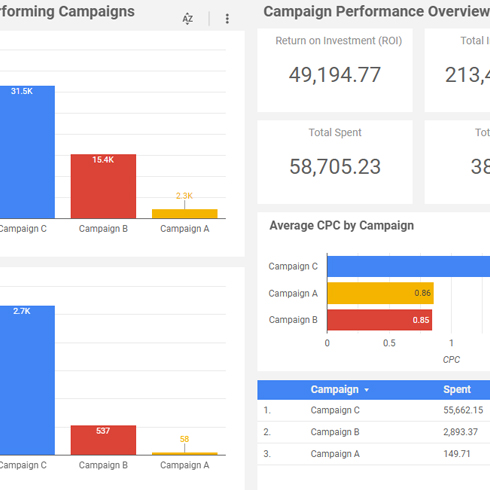 rforming Campaigns
AZ
31.5K
15.4K
2.3K
Campaign C Campaign B Campaign A
2.7K
537
58
Campaign C Campaign B Campaign A
Campaign Performance Overview
Return on Investment (ROI) Total I
49,194.77 213,4
Total Spent Tot
58,705.23 38
Average CPC by Campaign
Campaign C
Campaign A 0.86
Campaign B 0.85
0 0.5 1
CPC
Campaign Spent
1. Campaign C 55,662.15
2. Campaign B 2,893.37
3. Campaign A 149.71